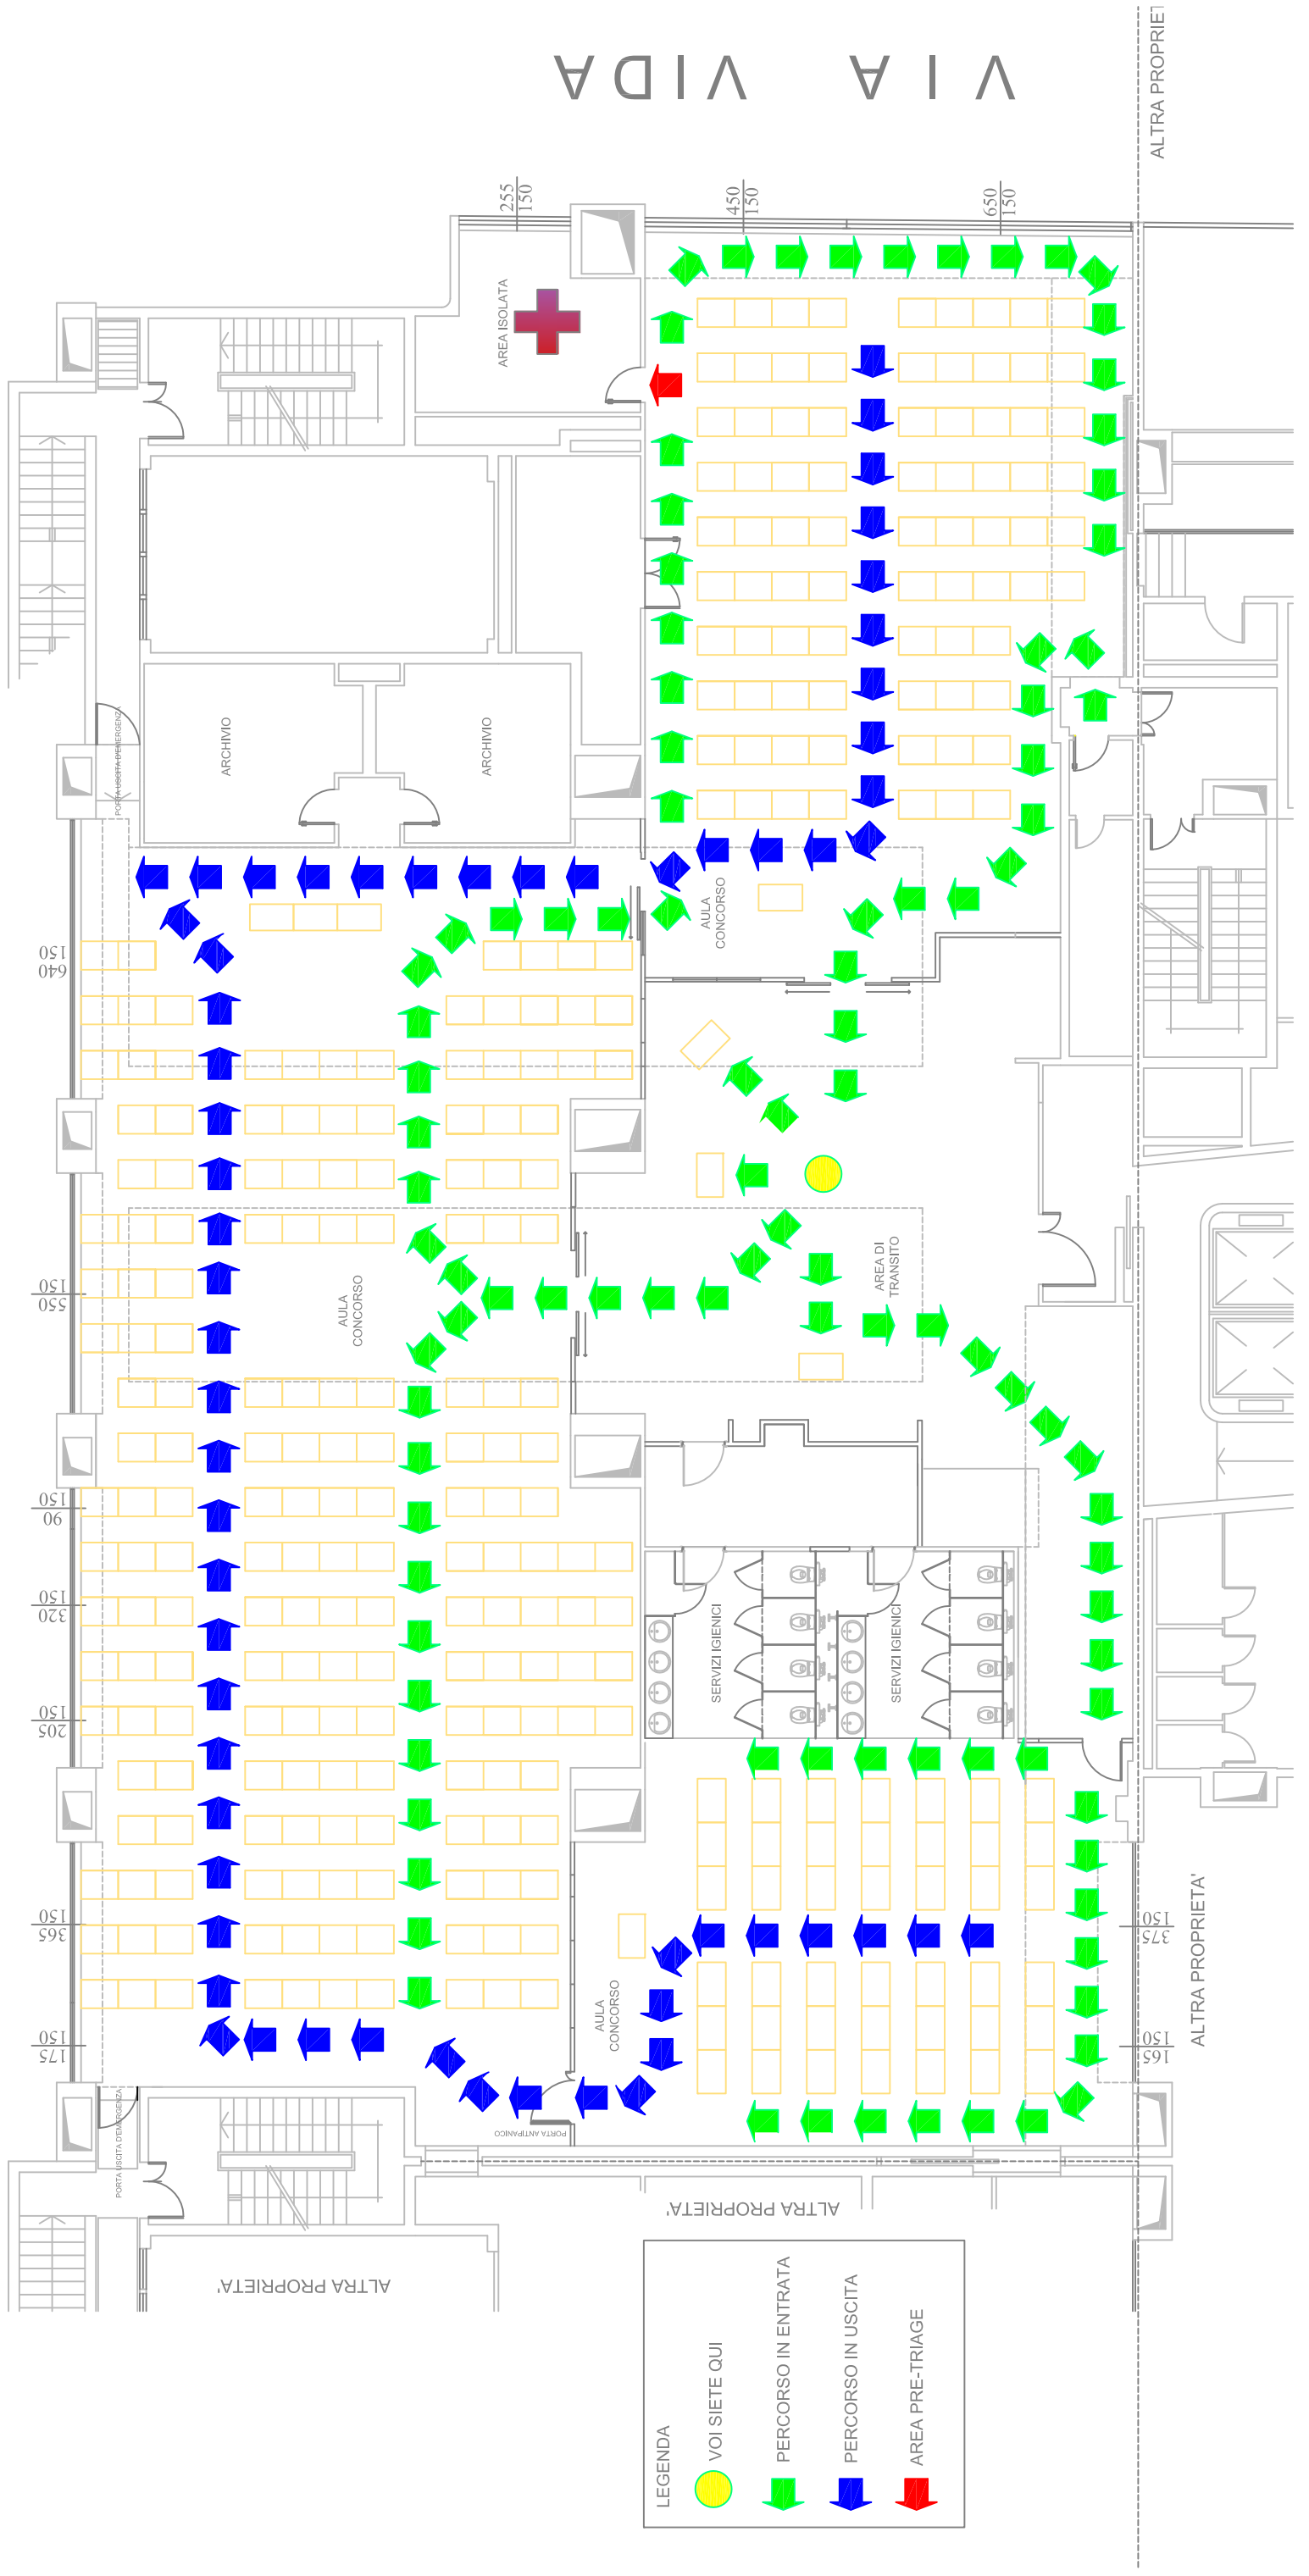 VIA VIDA
ALTRA PROPRIET
255
150
450
150
650
150
AREA ISOLATA
PORTA USCITA D'EMERGENZA
ARCHIVIO
ARCHIVIO
AULA
CONCORSO
150
640
150
550
AULA
CONCORSO
AREA DI
TRANSITO
150
90
150
320
150
205
SERVIZI IGIENICI
SERVIZI IGIENICI
150
365
150
175
AULA
CONCORSO
150
375
150
165
ALTRA PROPRIETA'
PORTA ANTIPANICO
PORTA USCITA D'EMERGENZA
ALTRA PROPRIETA'
ALTRA PROPRIETA'
LEGENDA
VOI SIETE QUI
PERCORSO IN ENTRATA
PERCORSO IN USCITA
AREA PRE-TRIAGE